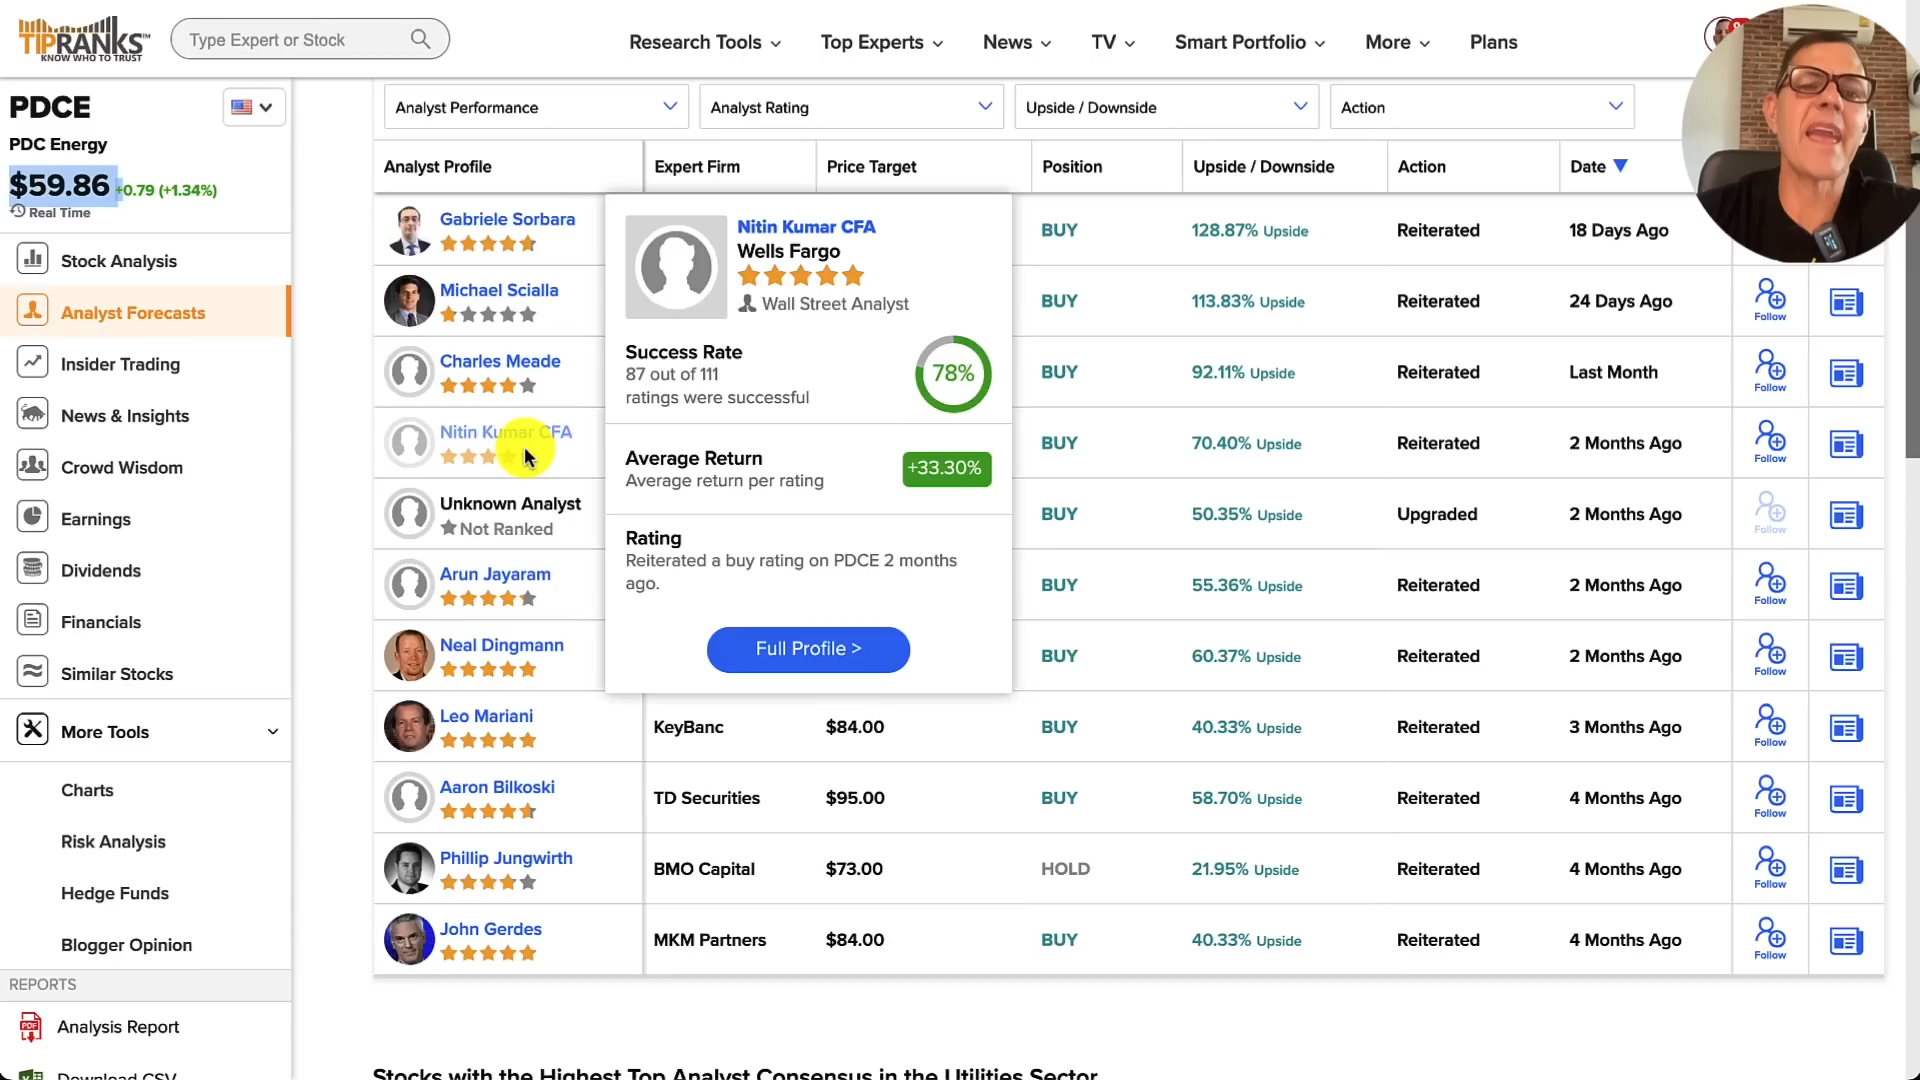 TIPRANKS
KNOW WHO TO TRUST
Type Expert or Stock
Research Tools
Top Experts
News
TV
Smart Portfolio
More
Plans
PDCE
PDC Energy
$59.86 +0.79 (+1.34%)
Real Time
Stock Analysis
Analyst Forecasts
Insider Trading
News & Insights
Crowd Wisdom
Earnings
Dividends
Financials
Similar Stocks
More Tools
Charts
Risk Analysis
Hedge Funds
Blogger Opinion
REPORTS
PDF
Analysis Report
Download CSV
Analyst Performance
Analyst Rating
Upside / Downside
Action
Analyst Profile Expert Firm Price Target Position Upside / Downside Action Date
Gabriele Sorbara BUY 128.87% Upside Reiterated 18 Days Ago
Michael Scialla BUY 113.83% Upside Reiterated 24 Days Ago Follow
Charles Meade BUY 92.11% Upside Reiterated Last Month Follow
Nitin Kumar CFA BUY 70.40% Upside Reiterated 2 Months Ago Follow
Unknown Analyst BUY 50.35% Upside Upgraded 2 Months Ago Follow
Not Ranked
Arun Jayaram BUY 55.36% Upside Reiterated 2 Months Ago Follow
Neal Dingmann BUY 60.37% Upside Reiterated 2 Months Ago Follow
Leo Mariani KeyBanc $84.00 BUY 40.33% Upside Reiterated 3 Months Ago Follow
Aaron Bilkoski TD Securities $95.00 BUY 58.70% Upside Reiterated 4 Months Ago Follow
Phillip Jungwirth BMO Capital $73.00 HOLD 21.95% Upside Reiterated 4 Months Ago Follow
John Gerdes MKM Partners $84.00 BUY 40.33% Upside Reiterated 4 Months Ago Follow
Nitin Kumar CFA
Wells Fargo
Wall Street Analyst
Success Rate
87 out of 111
ratings were successful
78%
Average Return
Average return per rating
+33.30%
Rating
Reiterated a buy rating on PDCE 2 months
ago.
Full Profile >
Stocks with the Highest Top Analyst Consensus in the Utilities Sector